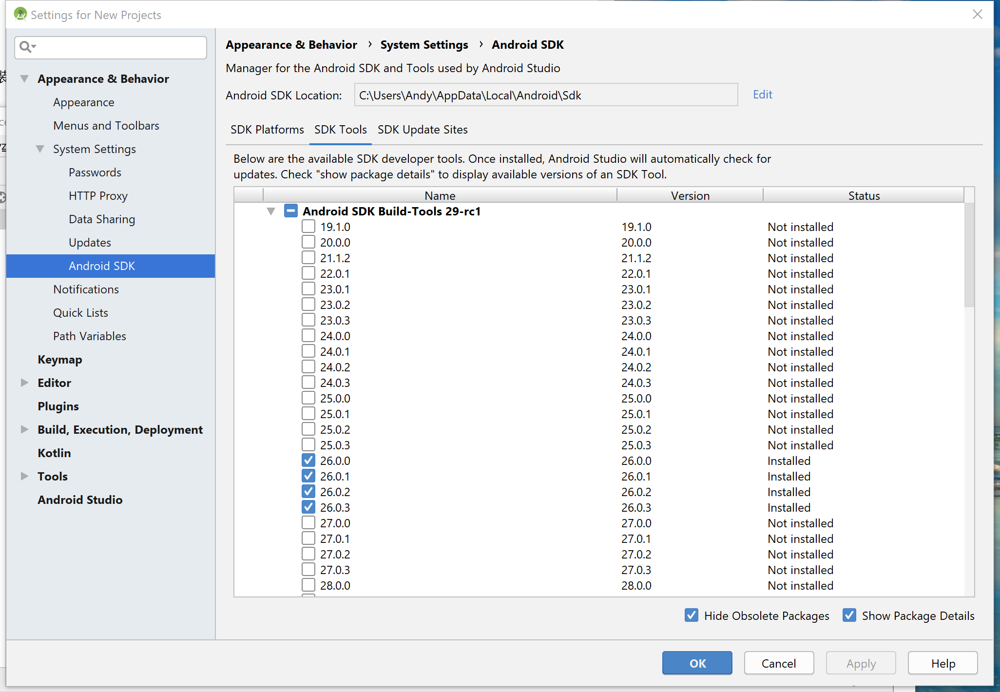 Settings for New Projects
Appearance & Behavior
Appearance
Menus and Toolbars
System Settings
Passwords
HTTP Proxy
Data Sharing
Updates
Android SDK
Notifications
Quick Lists
Path Variables
Keymap
Editor
Plugins
Build, Execution, Deployment
Kotlin
Tools
Android Studio
Appearance & Behavior › System Settings › Android SDK
Manager for the Android SDK and Tools used by Android Studio
Android SDK Location: C:\Users\Andy\AppData\Local\Android\Sdk Edit
SDK Platforms SDK Tools SDK Update Sites
Below are the available SDK developer tools. Once installed, Android Studio will automatically check for
updates. Check "show package details" to display available versions of an SDK Tool.
Name Version Status
Android SDK Build-Tools 29-rc1
19.1.0 19.1.0 Not installed
20.0.0 20.0.0 Not installed
21.1.2 21.1.2 Not installed
22.0.1 22.0.1 Not installed
23.0.1 23.0.1 Not installed
23.0.2 23.0.2 Not installed
23.0.3 23.0.3 Not installed
24.0.0 24.0.0 Not installed
24.0.1 24.0.1 Not installed
24.0.2 24.0.2 Not installed
24.0.3 24.0.3 Not installed
25.0.0 25.0.0 Not installed
25.0.1 25.0.1 Not installed
25.0.2 25.0.2 Not installed
25.0.3 25.0.3 Not installed
26.0.0 26.0.0 Installed
26.0.1 26.0.1 Installed
26.0.2 26.0.2 Installed
26.0.3 26.0.3 Installed
27.0.0 27.0.0 Not installed
27.0.1 27.0.1 Not installed
27.0.2 27.0.2 Not installed
27.0.3 27.0.3 Not installed
28.0.0 28.0.0 Not installed
Hide Obsolete Packages Show Package Details
OK Cancel Apply Help